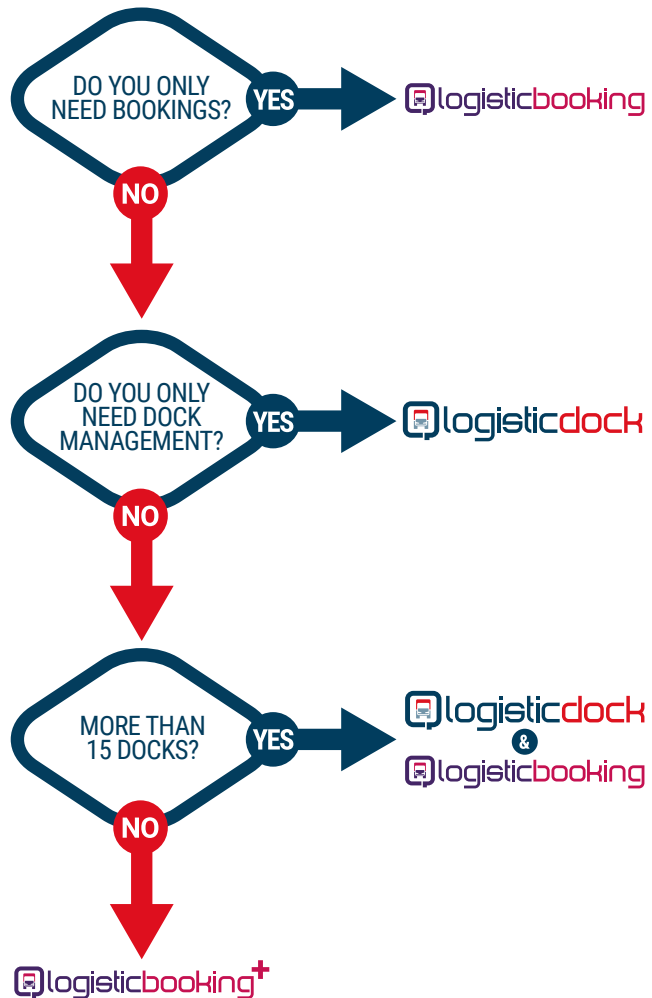 DO YOU ONLY
NEED BOOKINGS?
YES
logisticbooking
NO
DO YOU ONLY
NEED DOCK
MANAGEMENT?
YES
logisticdock
NO
MORE THAN
15 DOCKS?
YES
logisticdock
&
logisticbooking
NO
logisticbooking+